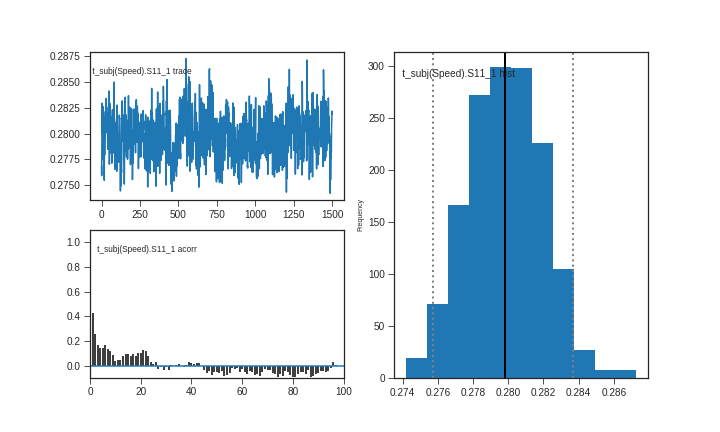 0.2875
0.2850
0.2825
0.2800
0.2775
0.2750
t_subj(Speed).S11_1 trace
0 250 500 750 1000 1250 1500
1.0
0.8
0.6
0.4
0.2
0.0
t_subj(Speed).S11_1 acorr
0 20 40 60 80 100
300
250
200
150
100
50
0
Frequency
t_subj(Speed).S11_1 hist
0.274 0.276 0.278 0.280 0.282 0.284 0.286